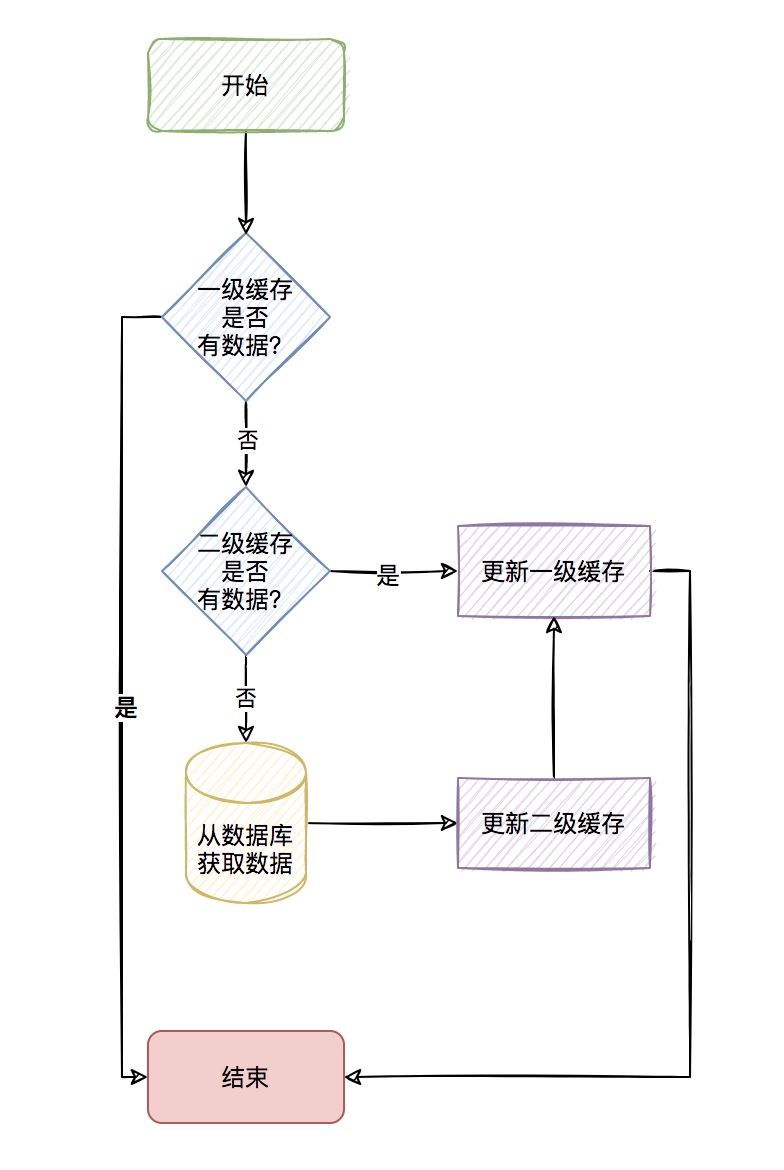 开始
一级缓存
是否
有数据?
否
二级缓存
是否
有数据?
是
更新一级缓存
否
是
从数据库
获取数据
更新二级缓存
结束